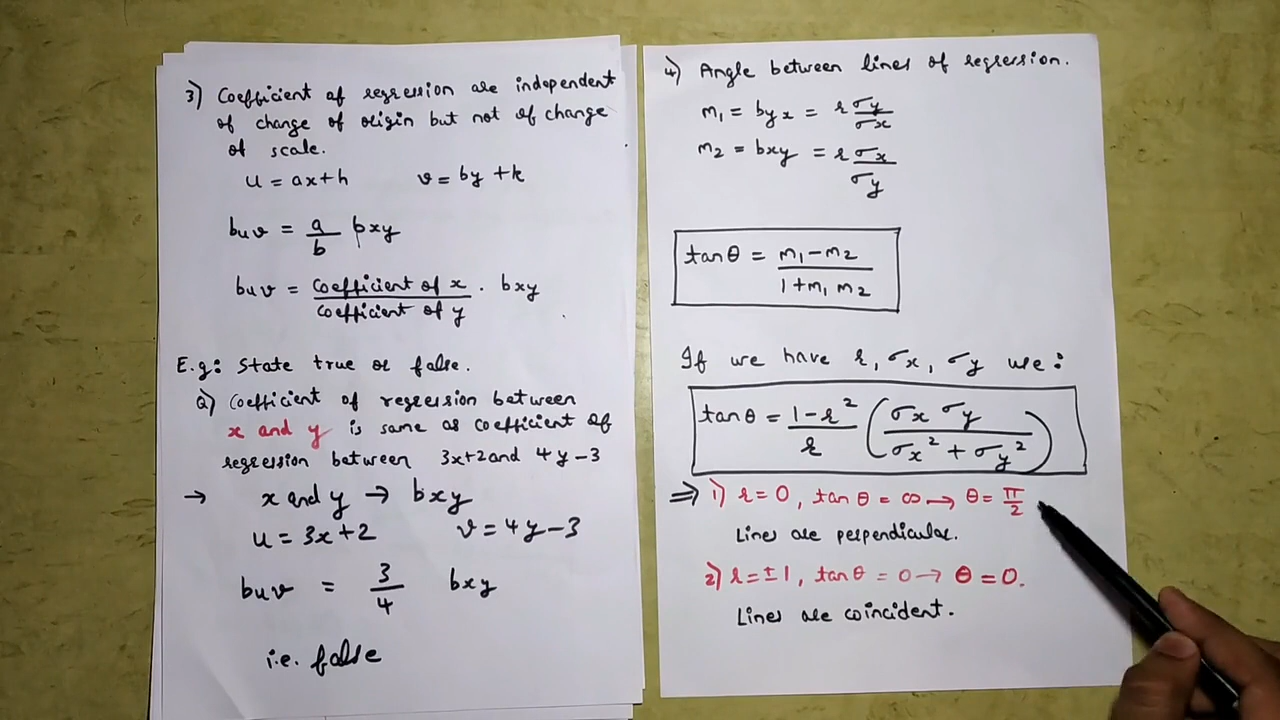 3) Coefficient of regression are independent
of change of origin but not of change
of scale.
u = ax+h v = by + k
buv = a/b bxy
buv = coefficient of x / coefficient of y . bxy
E.g: State true or false.
Q) Coefficient of regression between
x and y is same as coefficient of
regression between 3x+2 and 4y-3
→ x and y → bxy
u = 3x+2 v = 4y-3
buv = 3/4 bxy
i.e. false
4) Angle between lines of regression.
m₁ = byx = r σy/σx
m₂ = bxy = r σx/σy
tanθ = m₁-m₂ / 1+m₁ m₂
If we have r, σx, σy use:
tanθ = 1-r²/r (σx σy / σx² + σy²)
⇒ 1) r = 0, tanθ = ∞ → θ = π/2
Lines are perpendicular.
2) r = ±1, tanθ = 0 → θ = 0.
Lines are coincident.